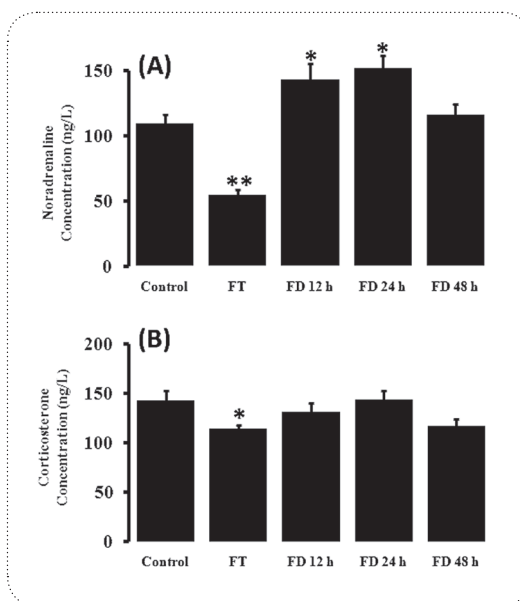 (A)
Noradrenaline
Concentration (ng/L)
150
100
50
0
*
**
*
*
Control FT FD 12 h FD 24 h FD 48 h
(B)
Corticosterone
Concentration (ng/L)
200
150
100
50
0
*
Control FT FD 12 h FD 24 h FD 48 h